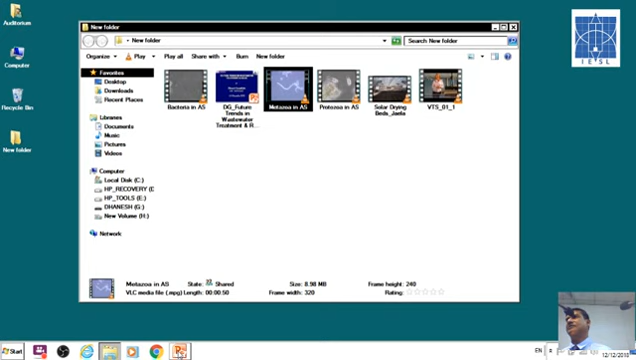 Auditorium
Computer
Recycle Bin
New folder
New folder
New folder
Search New folder
Organize
Play
Play all
Share with
Burn
New folder
Favorites
Desktop
Downloads
Recent Places
Libraries
Documents
Music
Pictures
Videos
Computer
Local Disk (C:)
HP_RECOVERY (D
HP_TOOLS (E:)
DHANESH (G:)
New Volume (H:)
Network
Bacteria in AS
DG_Future
Trends in
Wastewater
Treatment & R...
Metazoa in AS
Protozoa in AS
Solar Drying
Beds_Jaela
VTS_01_1
Metazoa in AS
State:
Shared
Size: 8.98 MB
Frame height: 240
VLC media file (.mpg)
Length: 00:00:50
Frame width: 320
Rating:
IESL
Start
EN
12/12/2018